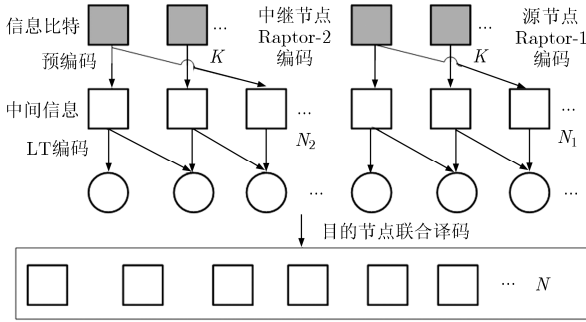 信息比特
···
中继节点
Raptor-2
编码
···
源节点
Raptor-1
编码
预编码
K
K
中间信息
···
N₂
···
N₁
LT编码
···
···
目的节点联合译码
··· N